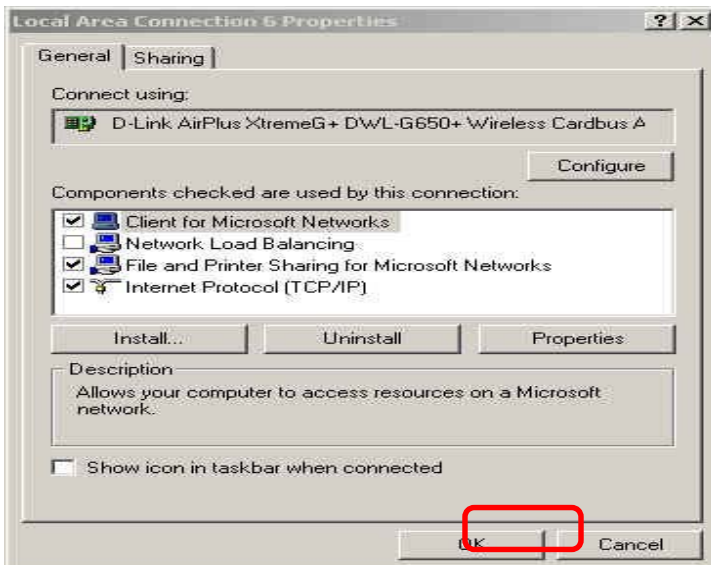 Local Area Connection 6 Properties
General
Sharing
Connect using:
D-Link AirPlus XtremeG+ DWL-G650+ Wireless Cardbus A
Configure
Components checked are used by this connection:
Client for Microsoft Networks
Network Load Balancing
File and Printer Sharing for Microsoft Networks
Internet Protocol (TCP/IP)
Install...
Uninstall
Properties
Description
Allows your computer to access resources on a Microsoft
network.
Show icon in taskbar when connected
OK
Cancel